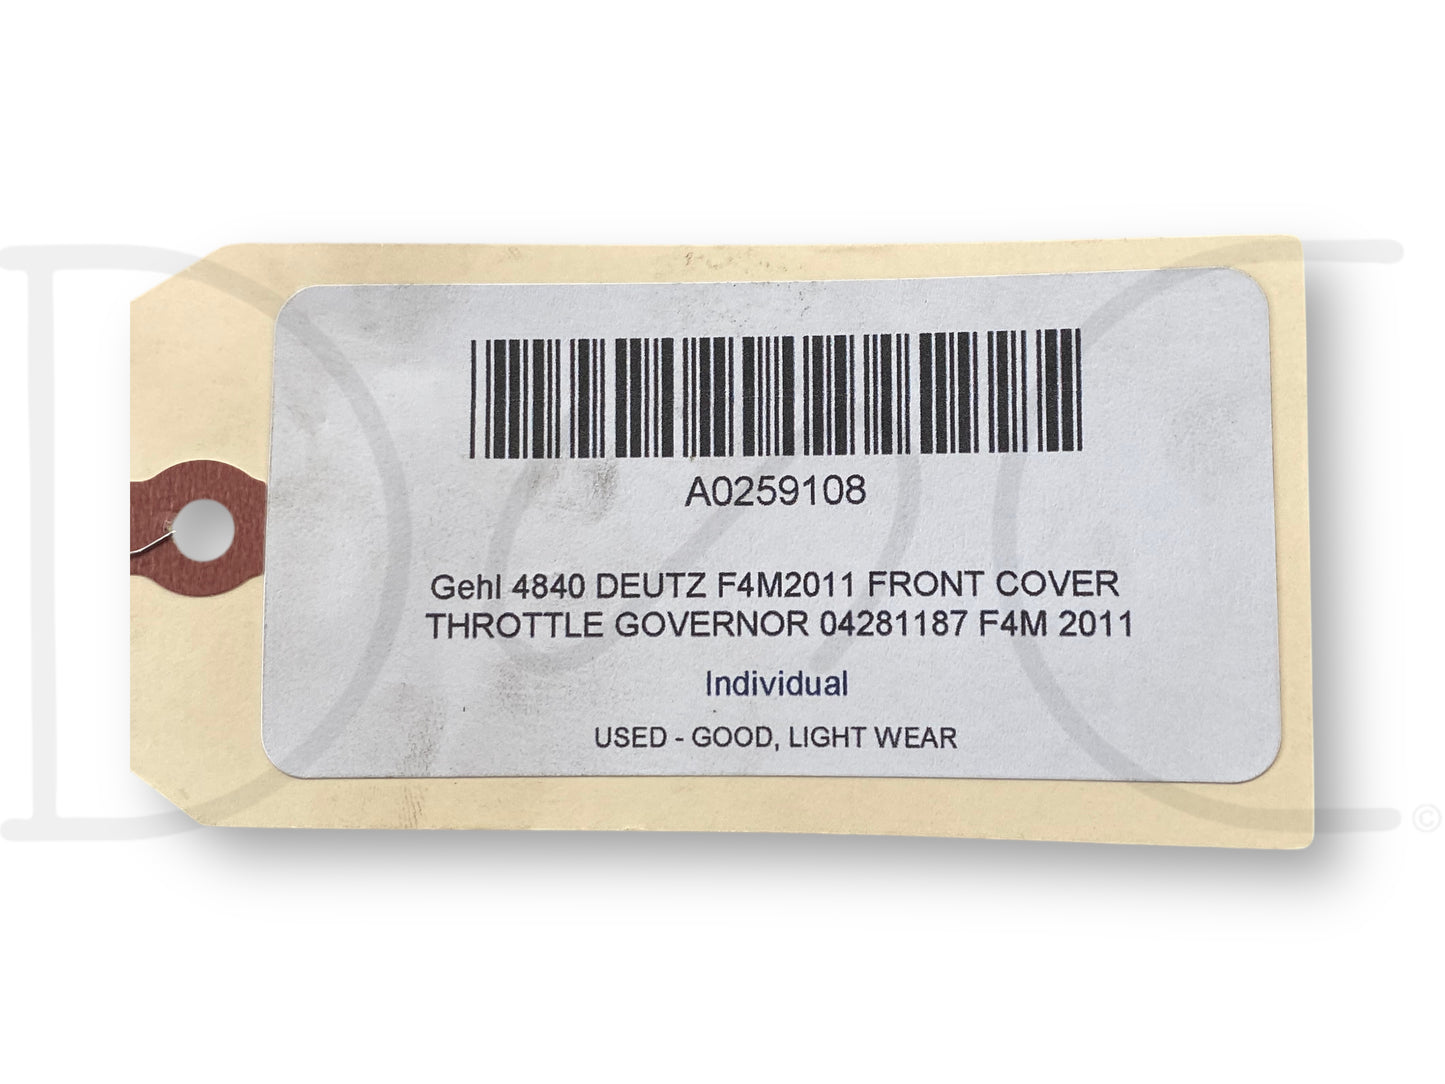 A0259108
Gehl 4840 DEUTZ F4M2011 FRONT COVER
THROTTLE GOVERNOR 04281187 F4M 2011
Individual
USED - GOOD, LIGHT WEAR